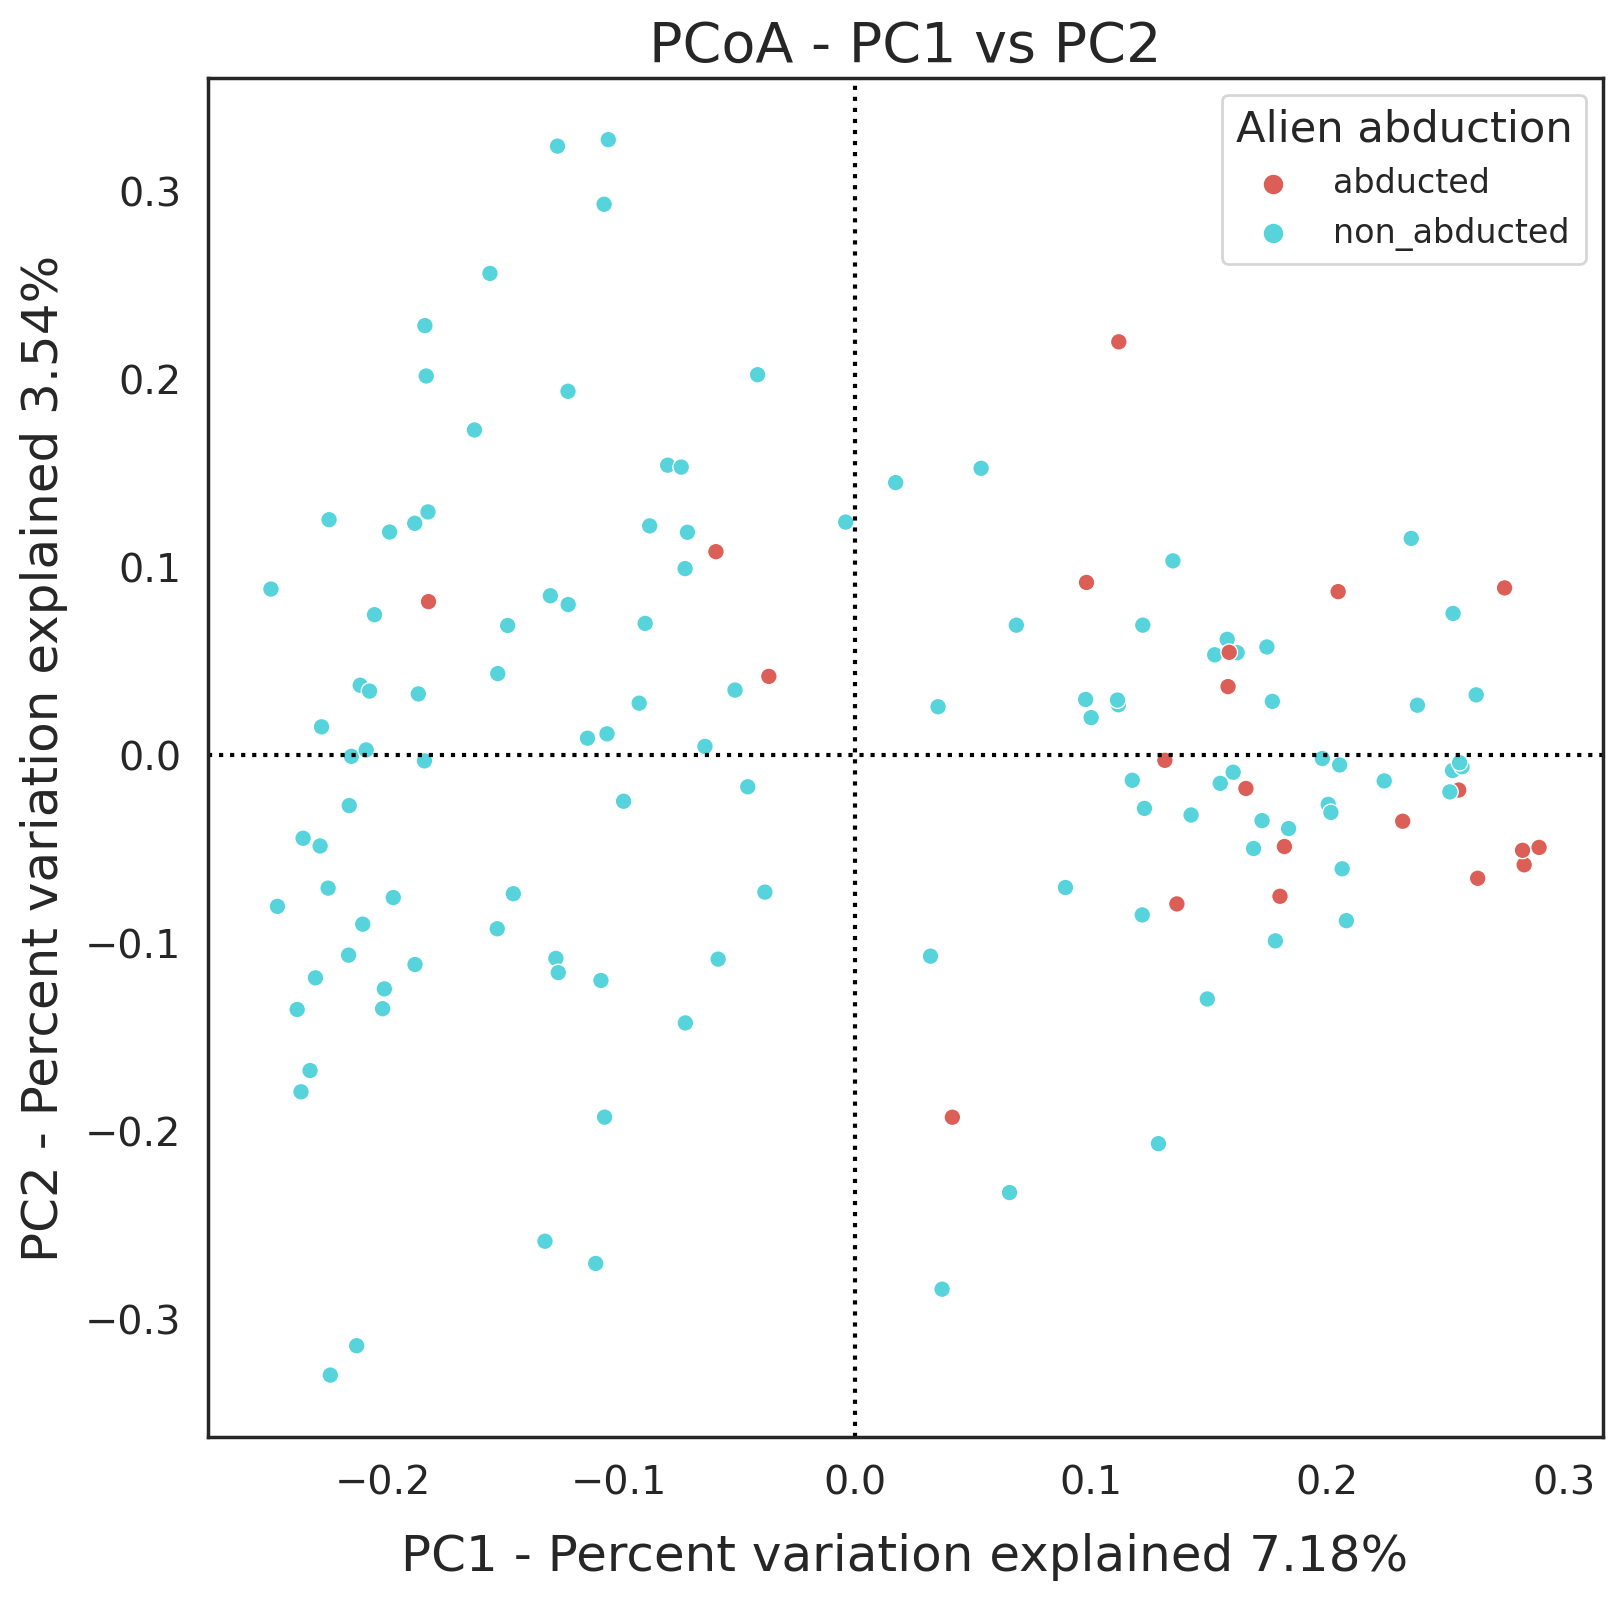 PCoA - PC1 vs PC2
Alien abduction
abducted
non_abducted
PC2 - Percent variation explained 3.54%
0.3
0.2
0.1
0.0
−0.1
−0.2
−0.3
−0.2
−0.1
0.0
0.1
0.2
0.3
PC1 - Percent variation explained 7.18%